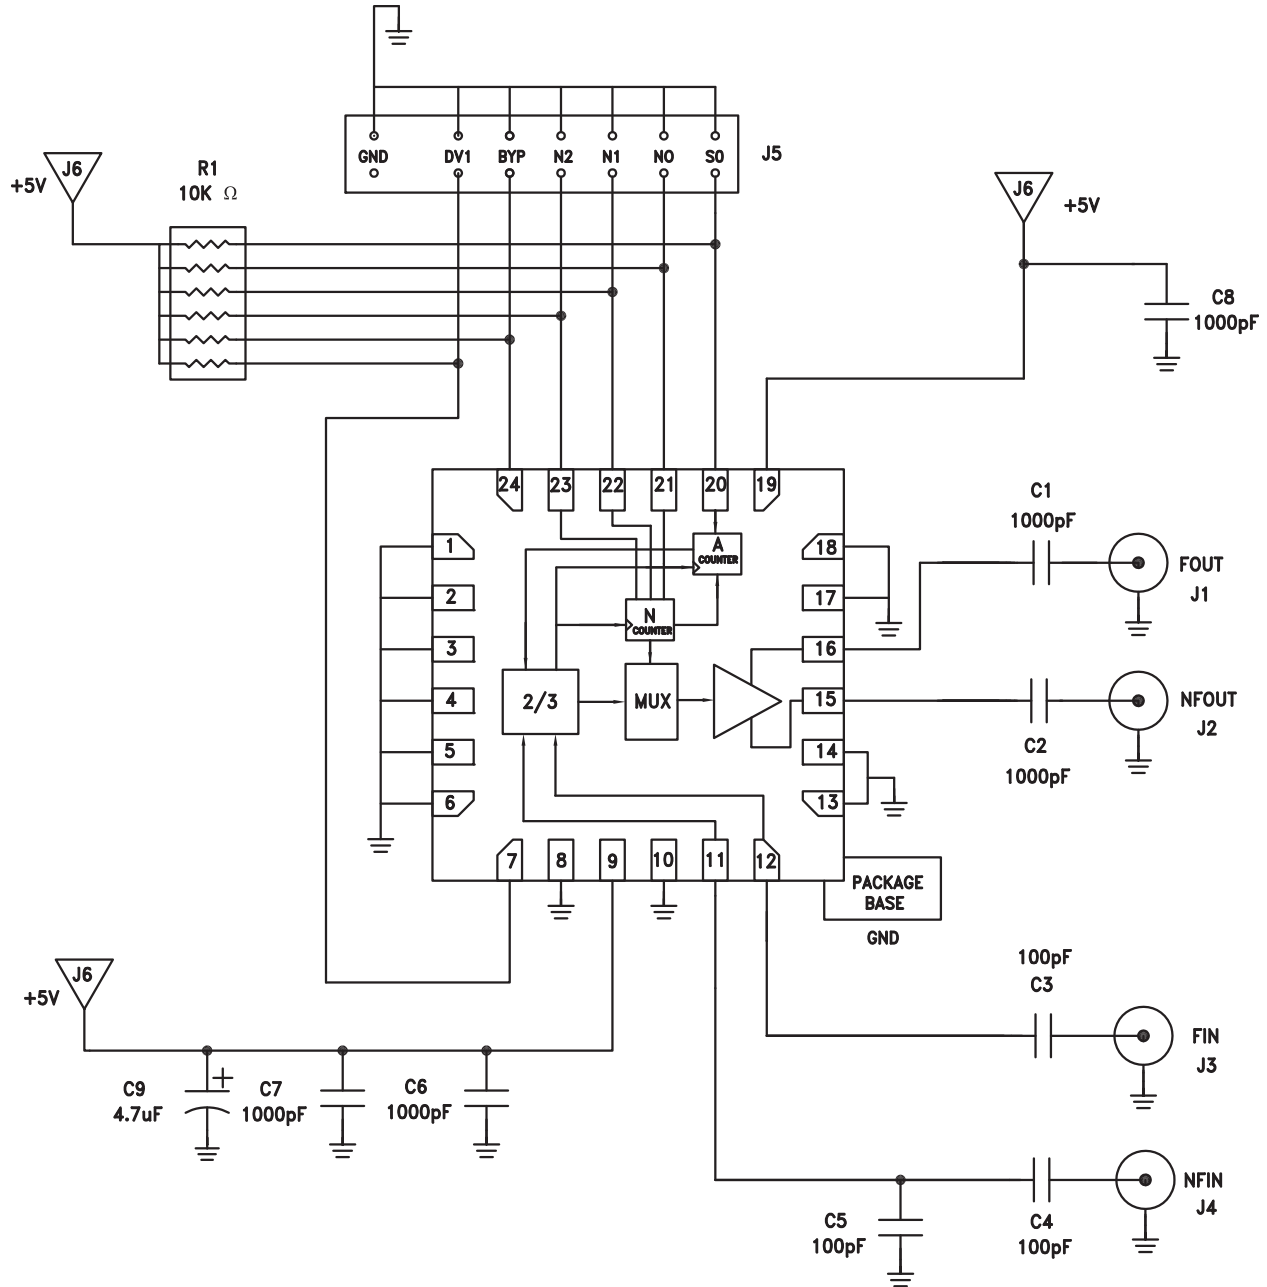 GND DV1 BYP N2 N1 N0 S0
J5
J6
+5V
R1
10K Ω
J6
+5V
C8
1000pF
24 23 22 21 20 19
A
COUNTER
N
COUNTER
2/3
MUX
1
2
3
4
5
6
18
17
16
15
14
13
7 8 9 10 11 12
C1
1000pF
FOUT
J1
NFOUT
J2
C2
1000pF
PACKAGE
BASE
GND
100pF
C3
FIN
J3
J6
+5V
C9
4.7uF
+
C7
1000pF
C6
1000pF
NFIN
J4
C5
100pF
C4
100pF